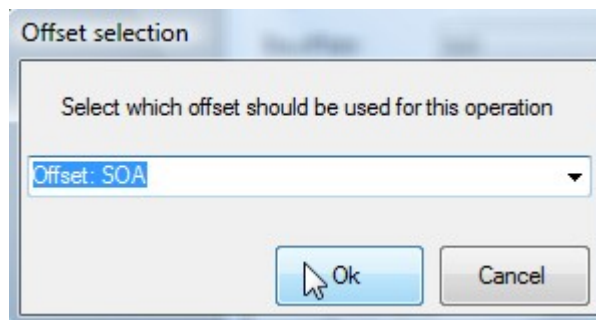 Offset selection
Select which offset should be used for this operation
Offset: SOA
Ok
Cancel